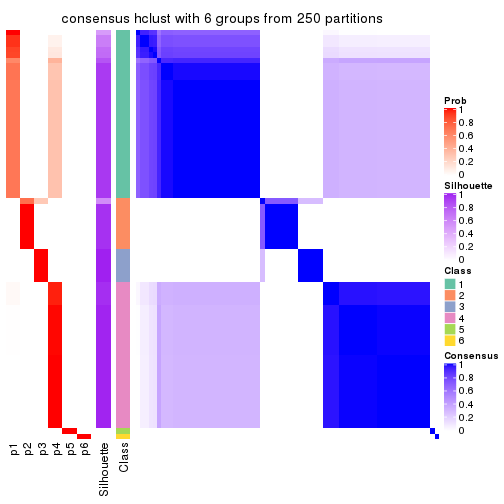 consensus hclust with 6 groups from 250 partitions
Prob
1
0.8
0.6
0.4
0.2
0
Silhouette
1
0.8
0.6
0.4
0.2
0
Class
1
2
3
4
5
6
Consensus
1
0.8
0.6
0.4
0.2
0
p1
p2
p3
p4
p5
p6
Silhouette
Class